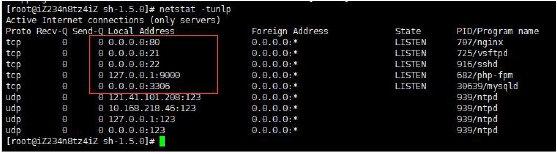 [root@iZ234n8tz4iZ sh-1.5.0]# netstat -tunlp
Active Internet connections (only servers)
Proto Recv-Q Send-Q Local Address Foreign Address State PID/Program name
tcp 0 0 0.0.0.0:80 0.0.0.0:* LISTEN 707/nginx
tcp 0 0 0.0.0.0:21 0.0.0.0:* LISTEN 725/vsftpd
tcp 0 0 0.0.0.0:22 0.0.0.0:* LISTEN 916/sshd
tcp 0 0 127.0.0.1:9000 0.0.0.0:* LISTEN 682/php-fpm
tcp 0 0 0.0.0.0:3306 0.0.0.0:* LISTEN 30639/mysqld
udp 0 0 121.41.101.208:123 0.0.0.0:* 939/ntpd
udp 0 0 10.168.218.46:123 0.0.0.0:* 939/ntpd
udp 0 0 127.0.0.1:123 0.0.0.0:* 939/ntpd
udp 0 0 0.0.0.0:123 0.0.0.0:* 939/ntpd
[root@iZ234n8tz4iZ sh-1.5.0]#